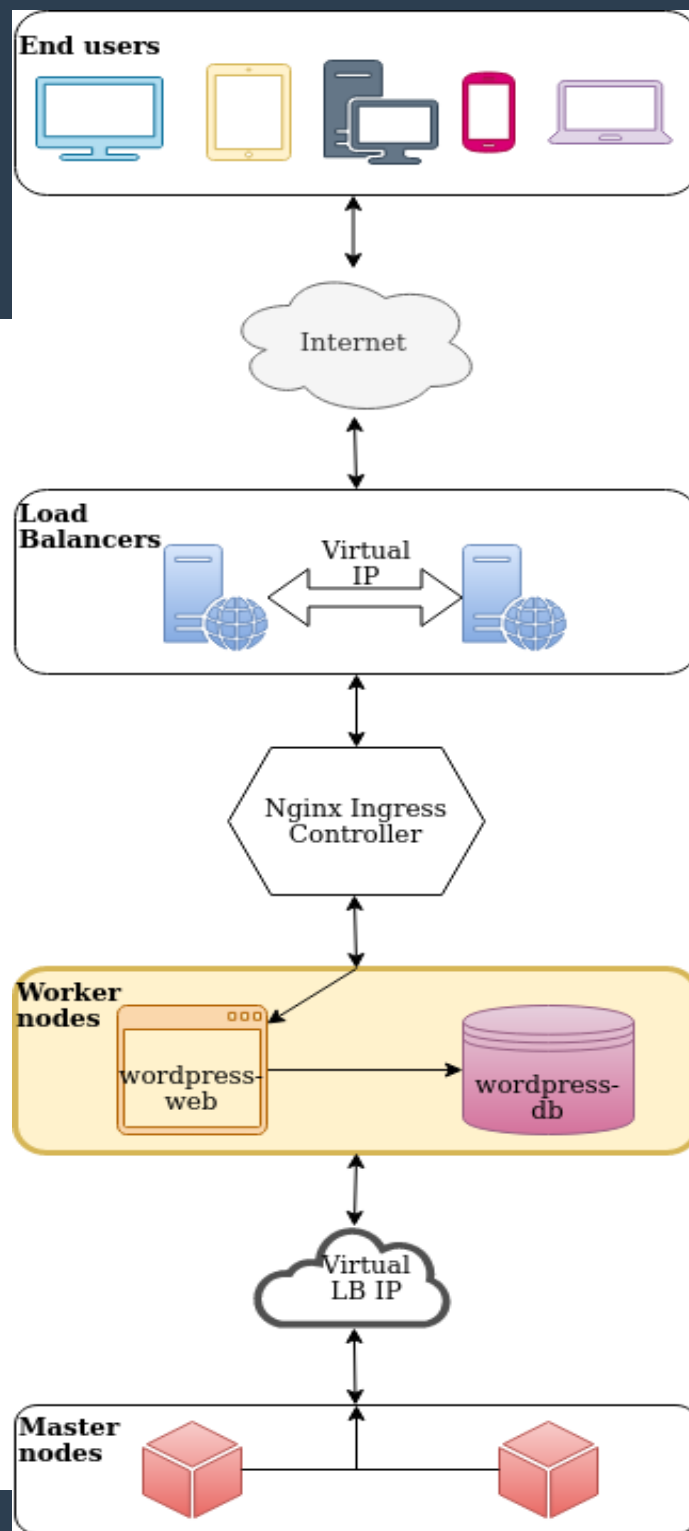 End users
Internet
Load
Balancers
Virtual
IP
Nginx Ingress
Controller
Worker
nodes
wordpress-
web
wordpress-
db
Virtual
LB IP
Master
nodes